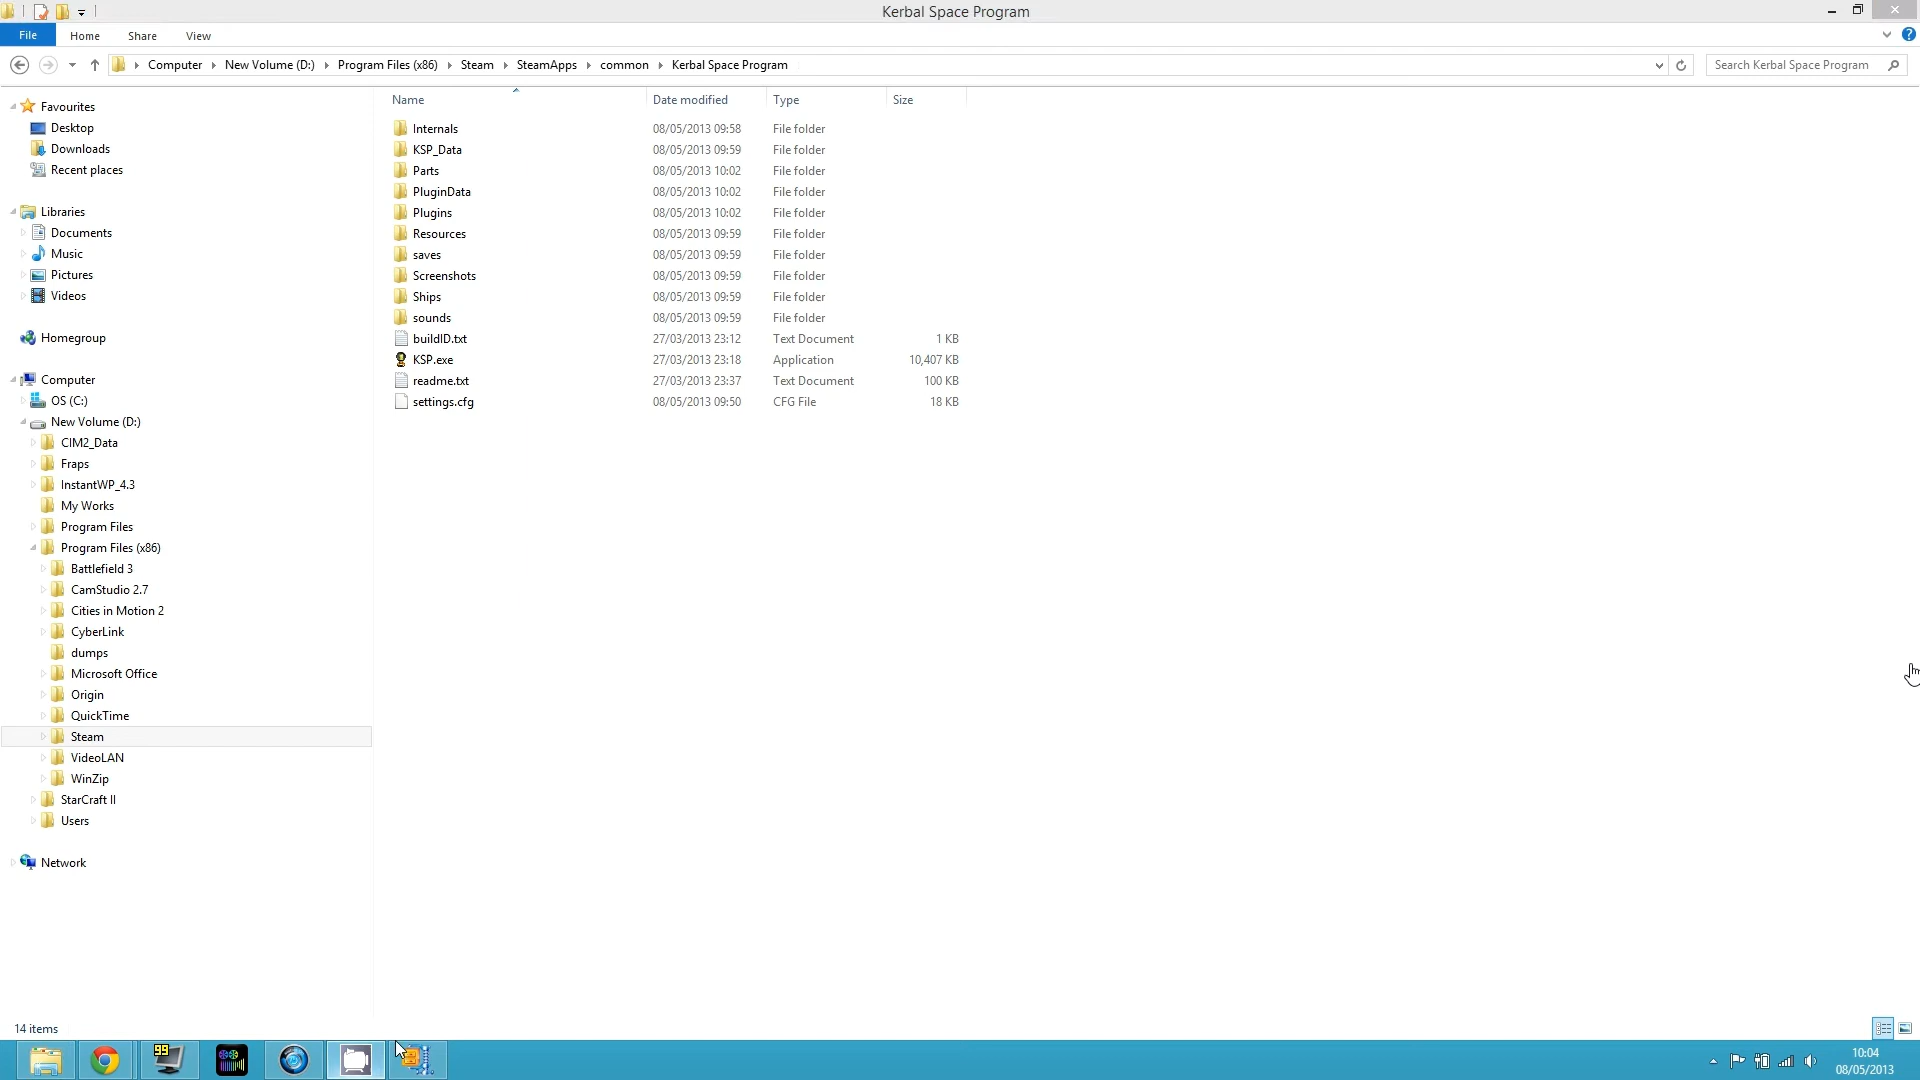 Kerbal Space Program
File Home Share View
Computer New Volume (D:) Program Files (x86) Steam SteamApps common Kerbal Space Program
Search Kerbal Space Program
Favourites
Desktop
Downloads
Recent places
Libraries
Documents
Music
Pictures
Videos
Homegroup
Computer
OS (C:)
New Volume (D:)
CIM2_Data
Fraps
InstantWP_4.3
My Works
Program Files
Program Files (x86)
Battlefield 3
CamStudio 2.7
Cities in Motion 2
CyberLink
dumps
Microsoft Office
Origin
QuickTime
Steam
VideoLAN
WinZip
StarCraft II
Users
Network
Name Date modified Type Size
Internals 08/05/2013 09:58 File folder
KSP_Data 08/05/2013 09:59 File folder
Parts 08/05/2013 10:02 File folder
PluginData 08/05/2013 10:02 File folder
Plugins 08/05/2013 10:02 File folder
Resources 08/05/2013 09:59 File folder
saves 08/05/2013 09:59 File folder
Screenshots 08/05/2013 09:59 File folder
Ships 08/05/2013 09:59 File folder
sounds 08/05/2013 09:59 File folder
buildID.txt 27/03/2013 23:12 Text Document 1 KB
KSP.exe 27/03/2013 23:18 Application 10,407 KB
readme.txt 27/03/2013 23:37 Text Document 100 KB
settings.cfg 08/05/2013 09:50 CFG File 18 KB
14 items
99
10:04
08/05/2013